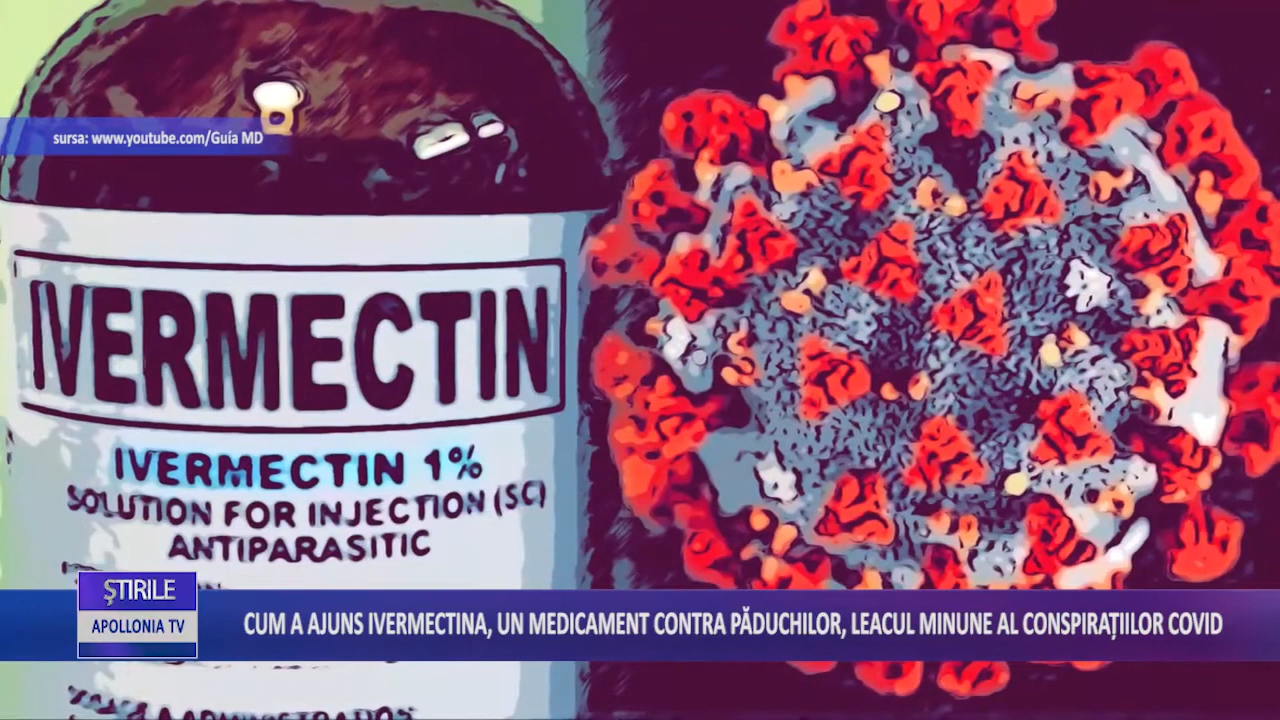 sursa: www.youtube.com/Guía MD
IVERMECTIN
IVERMECTIN 1%
SOLUTION FOR INJECTION (SC)
ANTIPARASITIC
ȘTIRILE
APOLLONIA TV
CUM A AJUNS IVERMECTINA, UN MEDICAMENT CONTRA PĂDUCHILOR, LEACUL MINUNE AL CONSPIRAȚIILOR COVID